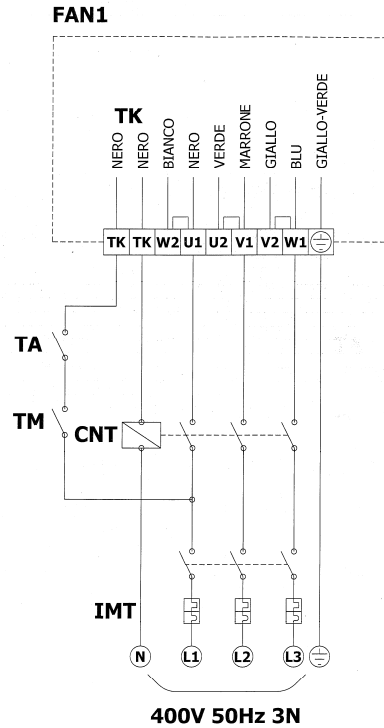 FAN1
TK
NERO
NERO
BIANCO
NERO
VERDE
MARRONE
GIALLO
BLU
GIALLO-VERDE
TK TK W2 U1 U2 V1 V2 W1
TA
TM
CNT
IMT
N L1 L2 L3
400V 50Hz 3N